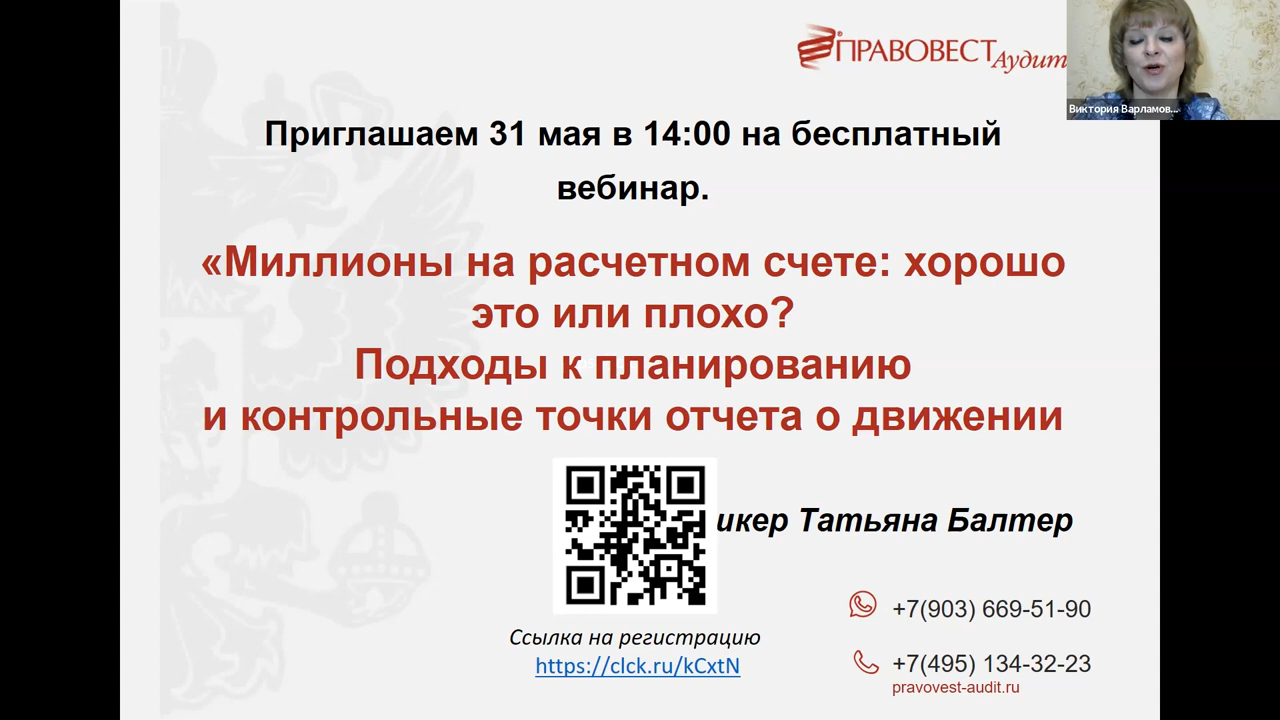 ПРАВОВЕСТ Аудит
Виктория Варламов...
Приглашаем 31 мая в 14:00 на бесплатный
вебинар.
«Миллионы на расчетном счете: хорошо
это или плохо?
Подходы к планированию
и контрольные точки отчета о движении
икер Татьяна Балтер
Ссылка на регистрацию
https://clck.ru/kCxtN
+7(903) 669-51-90
+7(495) 134-32-23
pravovest-audit.ru